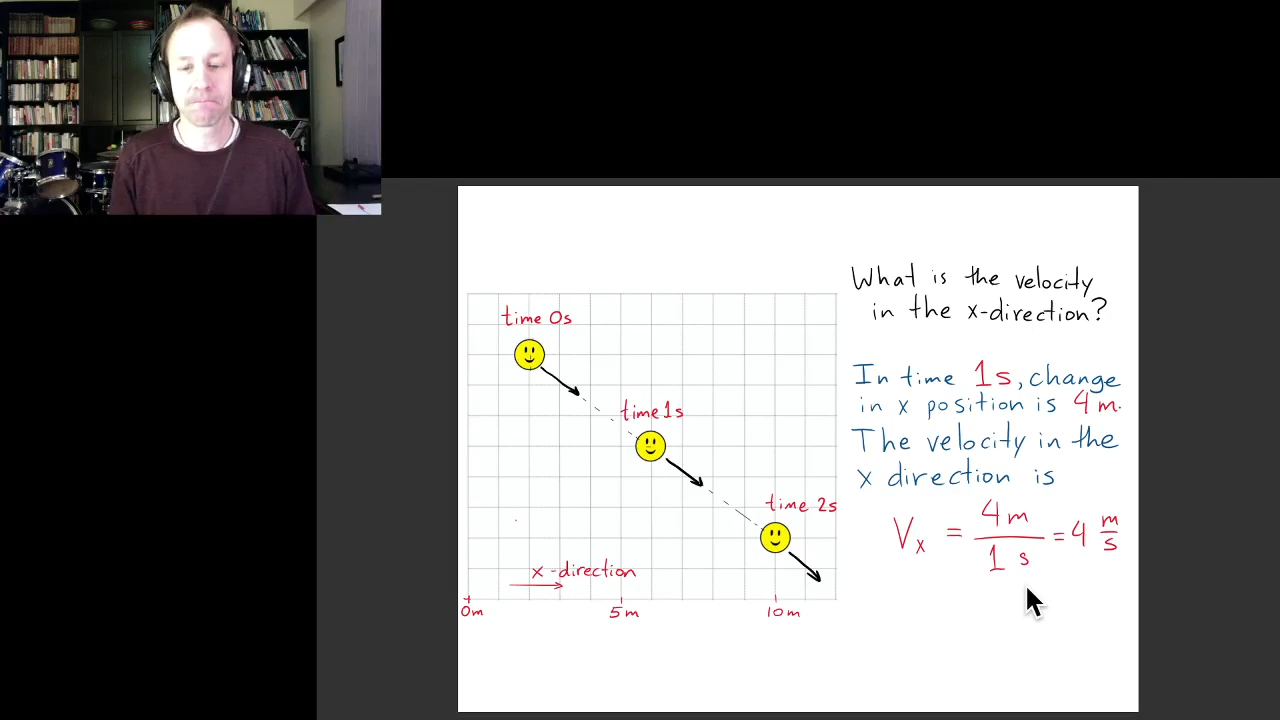 What is the velocity
in the x-direction?
time 0s
In time 1s, change
in x position is 4m.
time 1s
The velocity in the
x direction is
time 2s
Vx = 4m / 1 s = 4 m/s
x-direction
0m 5m 10m